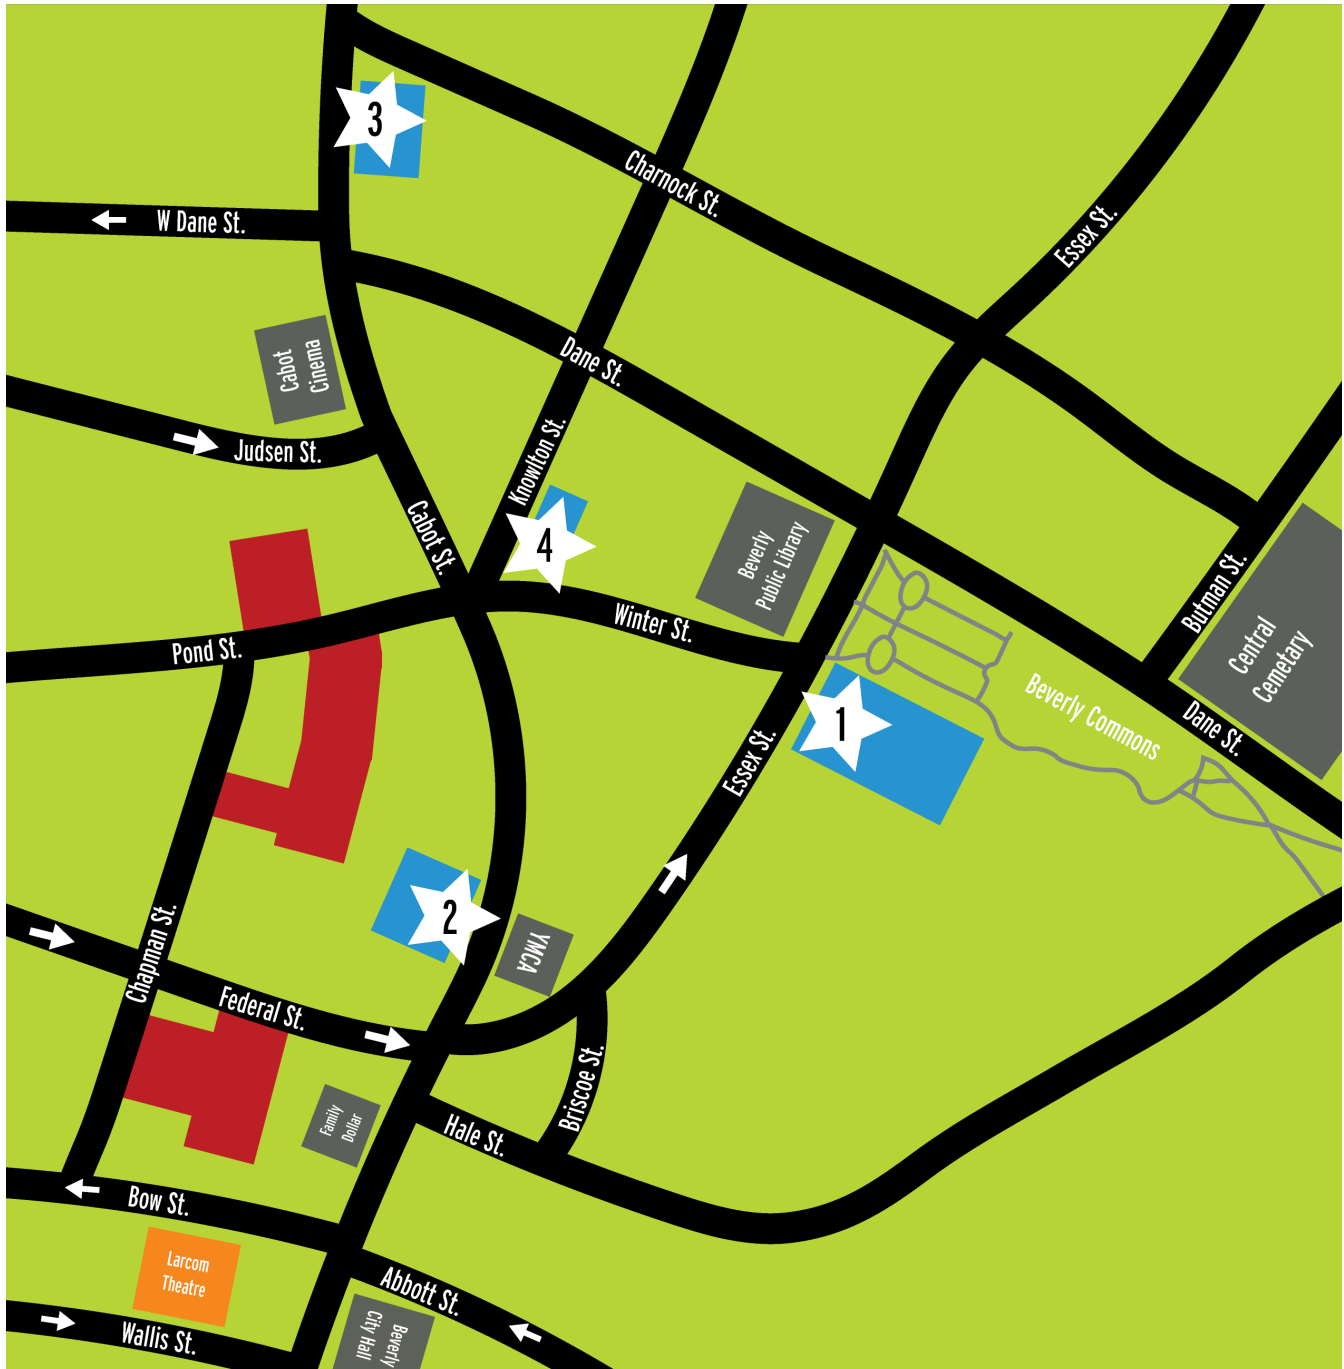 3
Charnock St.
W Dane St.
Essex St.
Cabot
Cinema
Dane St.
Judsen St.
Knowlton St.
Cabot St.
4
Beverly
Public Library
Butman St.
Central
Cemetary
Winter St.
Pond St.
Beverly Commons
1
Dane St.
Essex St.
2
YMCA
Chapman St.
Federal St.
Briscoe St.
Family
Dollar
Hale St.
Bow St.
Larcom
Theatre
Abbott St.
Wallis St.
Beverly
City Hall